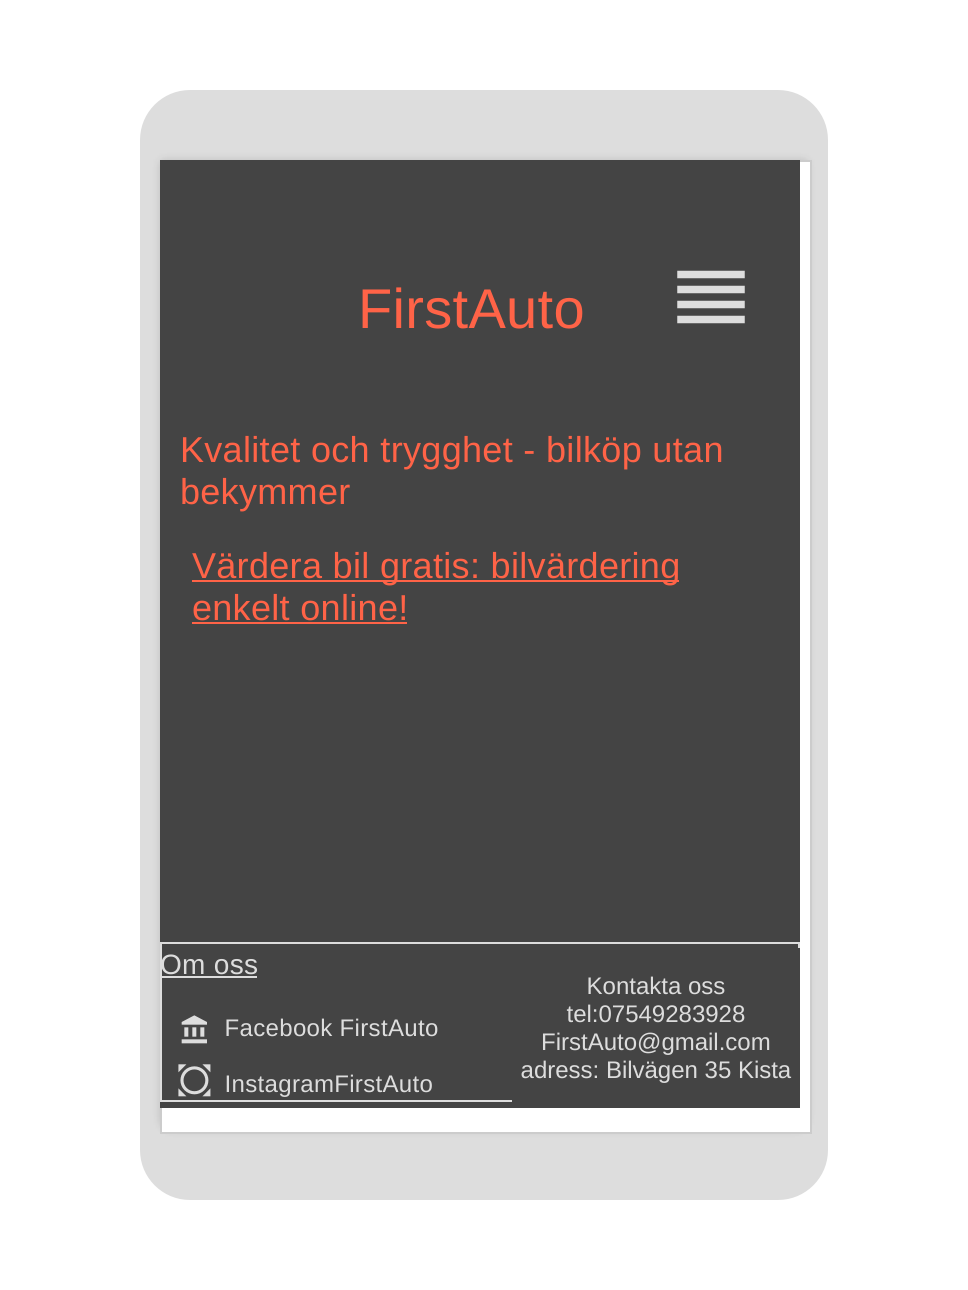 FirstAuto
Kvalitet och trygghet - bilköp utan
bekymmer
Värdera bil gratis: bilvärdering
enkelt online!
Om oss
Facebook FirstAuto
InstagramFirstAuto
Kontakta oss
tel:07549283928
FirstAuto@gmail.com
adress: Bilvägen 35 Kista